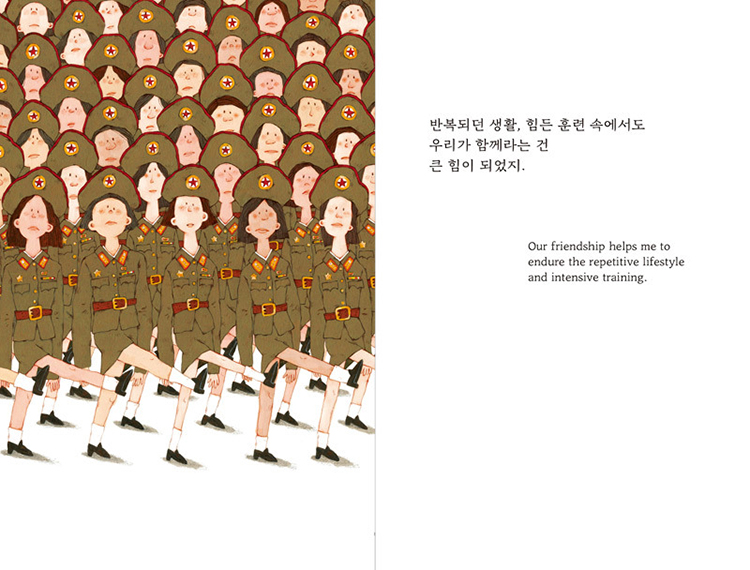 반복되던 생활, 힘든 훈련 속에서도
우리가 함께라는 건
큰 힘이 되었지.
Our friendship helps me to
endure the repetitive lifestyle
and intensive training.